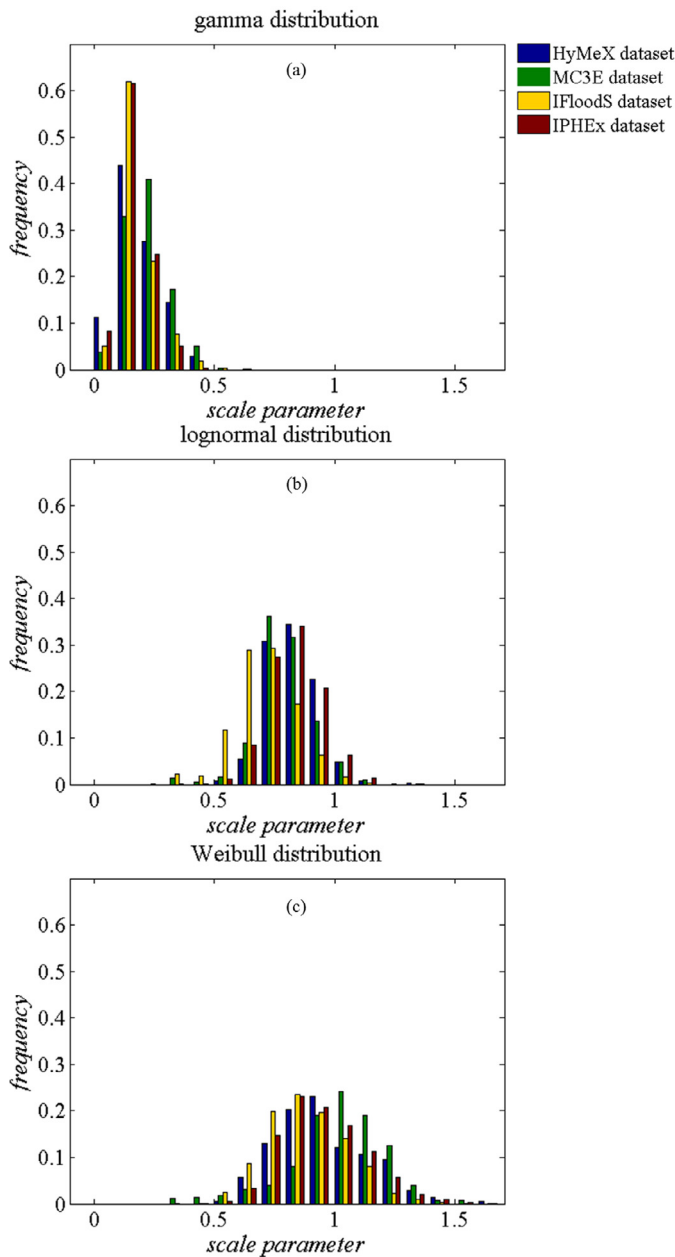 gamma distribution
(a)
HyMeX dataset
MC3E dataset
IFloodS dataset
IPHEx dataset
0.6
0.5
0.4
0.3
0.2
0.1
0
frequency
0 0.5 1 1.5
scale parameter
lognormal distribution
(b)
0.6
0.5
0.4
0.3
0.2
0.1
0
frequency
0 0.5 1 1.5
scale parameter
Weibull distribution
(c)
0.6
0.5
0.4
0.3
0.2
0.1
0
frequency
0 0.5 1 1.5
scale parameter